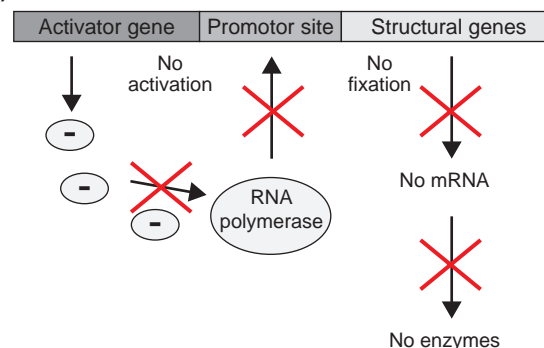 Activator gene
Promotor site
Structural genes
No
activation
No
fixation
-
-
-
RNA
polymerase
No mRNA
No enzymes